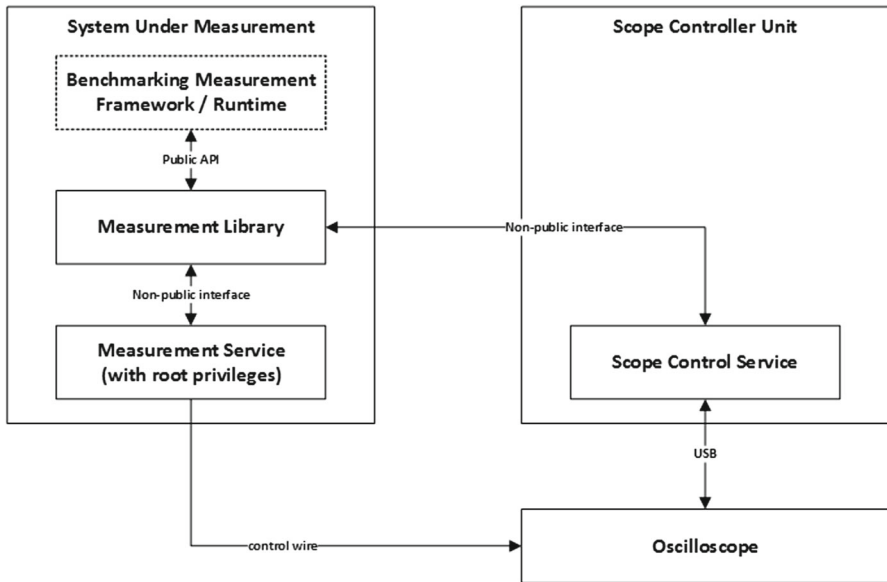 System Under Measurement
Benchmarking Measurement
Framework / Runtime
Public API
Measurement Library
Non-public interface
Measurement Service
(with root privileges)
control wire
Scope Controller Unit
Non-public interface
Scope Control Service
USB
Oscilloscope